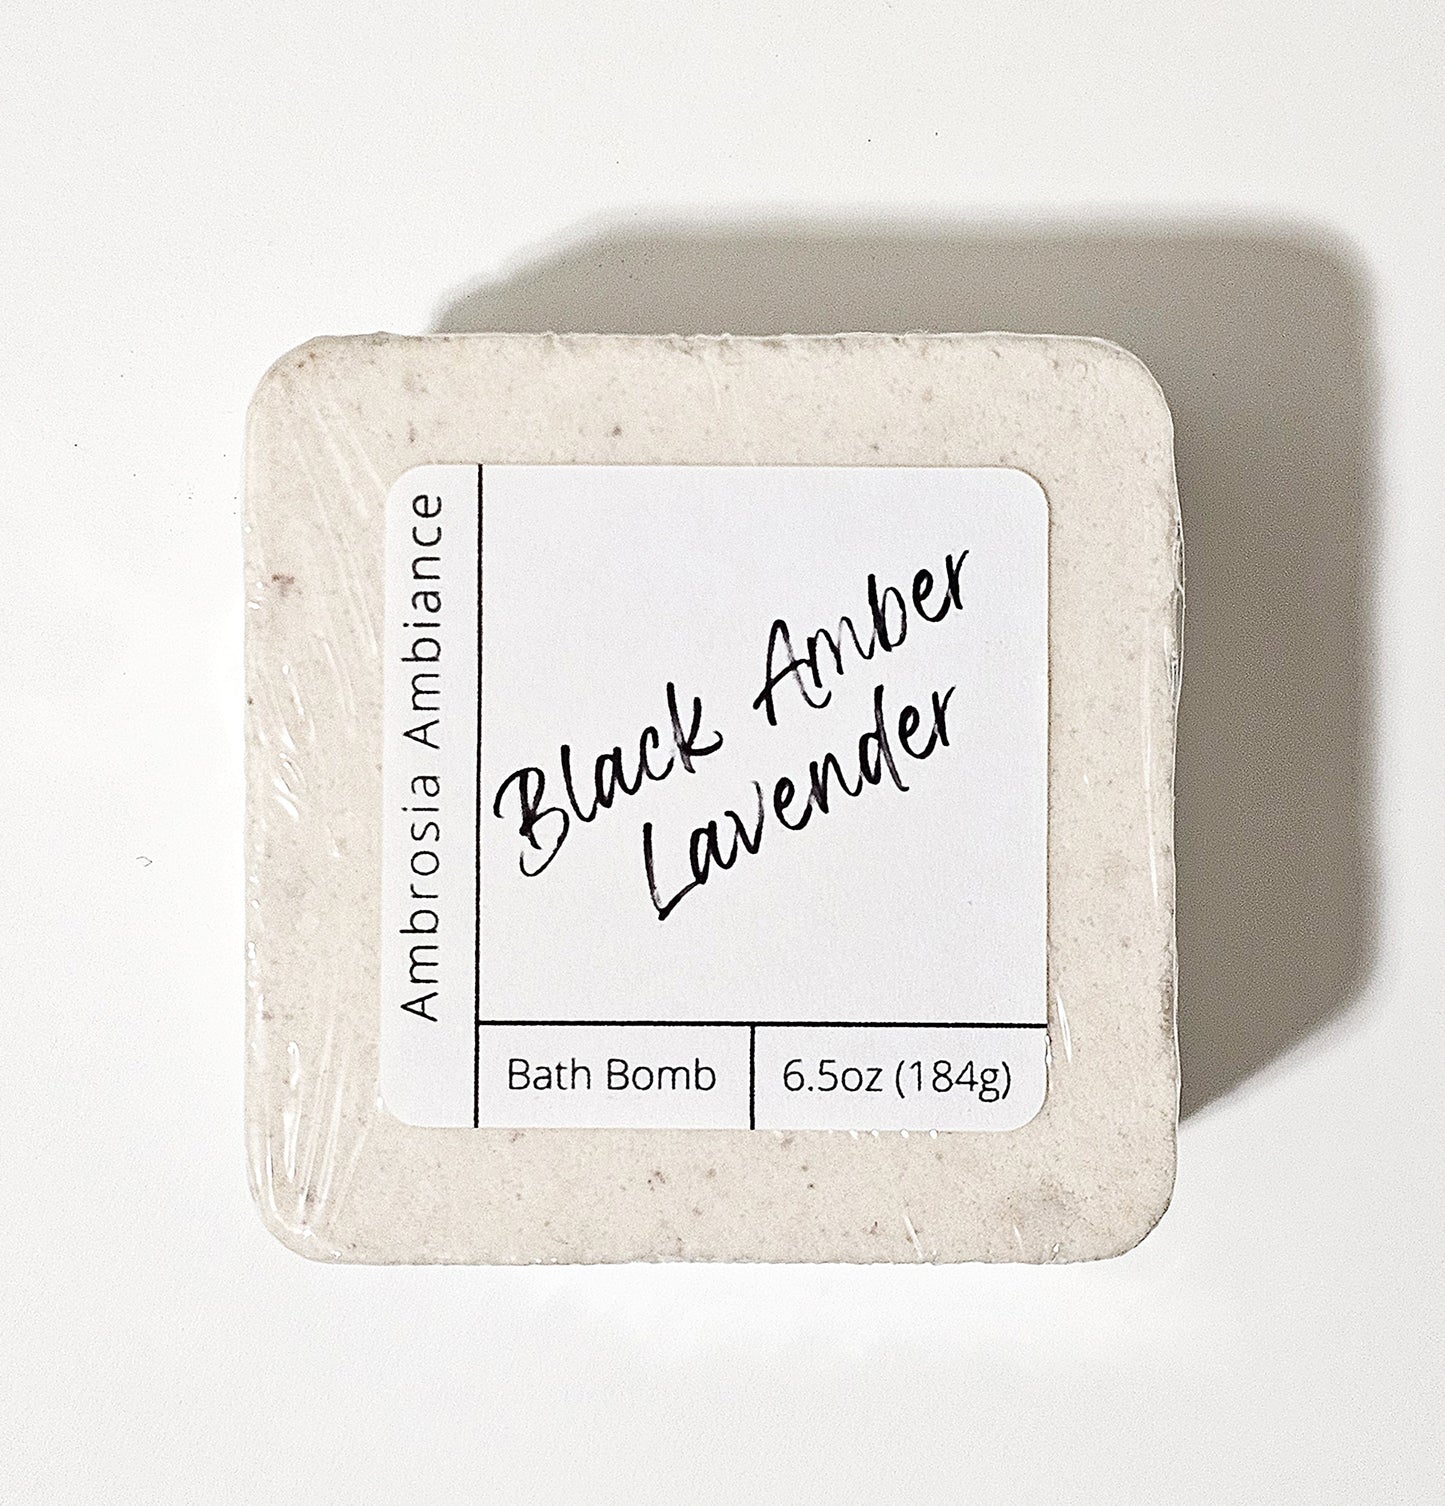 Ambrosia Ambiance
Black Amber
Lavender
Bath Bomb
6.5oz (184g)